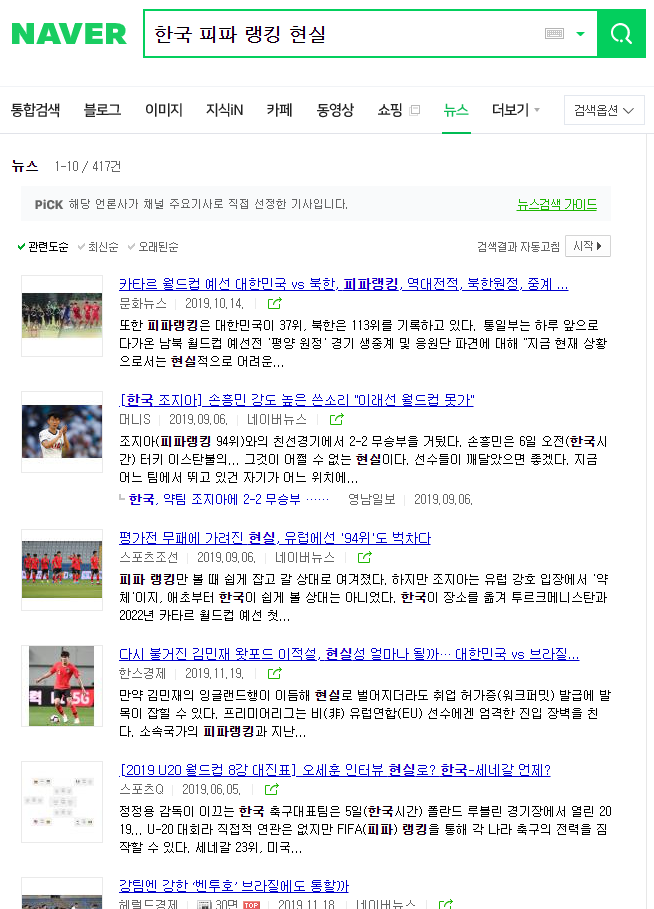 NAVER
한국 피파 랭킹 현실
통합검색 블로그 이미지 지식iN 카페 동영상 쇼핑 뉴스 더보기 검색옵션
뉴스 1-10 / 417건
PiCK 해당 언론사가 채널 주요기사로 직접 선정한 기사입니다. 뉴스검색 가이드
관련도순 최신순 오래된순 검색결과 자동고침 시작
카타르 월드컵 예선 대한민국 vs 북한, 피파랭킹, 역대전적, 북한원정, 중계 ...
문화뉴스 2019.10.14.
또한 피파랭킹은 대한민국이 37위, 북한은 113위를 기록하고 있다. 통일부는 하루 앞으로
다가온 남북 월드컵 예선전 '평양 원정' 경기 생중계 및 응원단 파견에 대해 "지금 현재 상황
으로서는 현실적으로 어려운...
[한국 조지아] 손흥민 강도 높은 쓴소리 "이래선 월드컵 못가"
머니S 2019.09.06. 네이버뉴스
조지아(피파랭킹 94위)와의 친선경기에서 2-2 무승부를 거뒀다. 손흥민은 6일 오전(한국시
간) 터키 이스탄불의... 그것이 어쩔 수 없는 현실이다. 선수들이 깨달았으면 좋겠다. 지금
어느 팀에서 뛰고 있건 자기가 어느 위치에...
한국, 약팀 조지아에 2-2 무승부 …… 영남일보 2019.09.06.
평가전 무패에 가려진 현실, 유럽에선 '94위'도 벅차다
스포츠조선 2019.09.06. 네이버뉴스
피파 랭킹만 볼 때 쉽게 잡고 갈 상대로 여겨졌다. 하지만 조지아는 유럽 강호 입장에서 '약
체'이지, 애초부터 한국이 쉽게 볼 상대는 아니었다. 한국이 장소를 옮겨 투르크메니스탄과
2022년 카타르 월드컵 예선 첫...
다시 불거진 김민재 왓포드 이적설, 현실성 얼마나 될까… 대한민국 vs 브라질...
한스경제 2019.11.19.
만약 김민재의 잉글랜드행이 이듬해 현실로 벌어지더라도 취업 허가증(워크퍼밋) 발급에 발
목이 잡힐 수 있다. 프리미어리그는 비(非) 유럽연합(EU) 선수에겐 엄격한 진입 장벽을 친
다. 소속국가의 피파랭킹과 지난...
[2019 U20 월드컵 8강 대진표] 오세훈 인터뷰 현실로? 한국-세네갈 언제?
스포츠Q 2019.06.05.
정정용 감독이 이끄는 한국 축구대표팀은 5일(한국시간) 폴란드 루블린 경기장에서 열린 20
19... U-20 대회라 직접적 연관은 없지만 FIFA(피파) 랭킹을 통해 각 나라 축구의 전력을 짐
작할 수 있다. 세네갈 23위, 미국...
강팀엔 강한 '벤투호' 브라질에도 통할까
헤럴드경제 30면 TOP 2019.11.18. 네이버뉴스